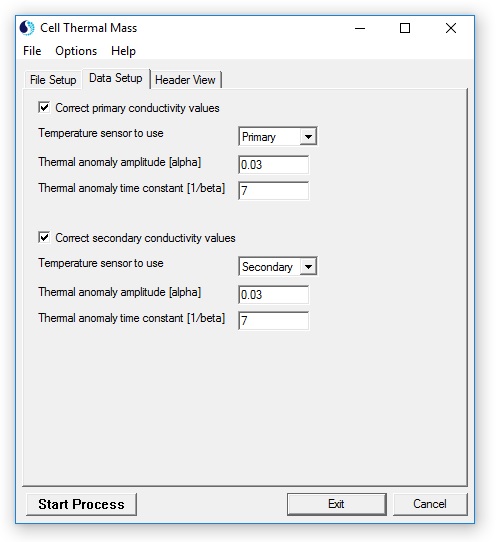 Cell Thermal Mass
File Options Help
File Setup Data Setup Header View
Correct primary conductivity values
Temperature sensor to use Primary
Thermal anomaly amplitude [alpha] 0.03
Thermal anomaly time constant [1/beta] 7
Correct secondary conductivity values
Temperature sensor to use Secondary
Thermal anomaly amplitude [alpha] 0.03
Thermal anomaly time constant [1/beta] 7
Start Process Exit Cancel